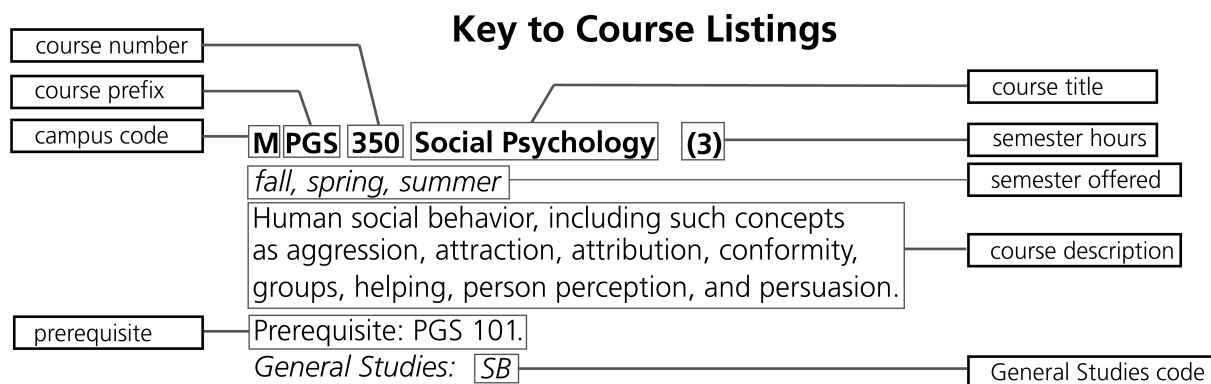 Key to Course Listings
course number
course prefix
campus code
course title
M PGS 350 Social Psychology (3)
semester hours
fall, spring, summer
semester offered
Human social behavior, including such concepts
as aggression, attraction, attribution, conformity,
groups, helping, person perception, and persuasion.
course description
prerequisite
Prerequisite: PGS 101.
General Studies: SB
General Studies code